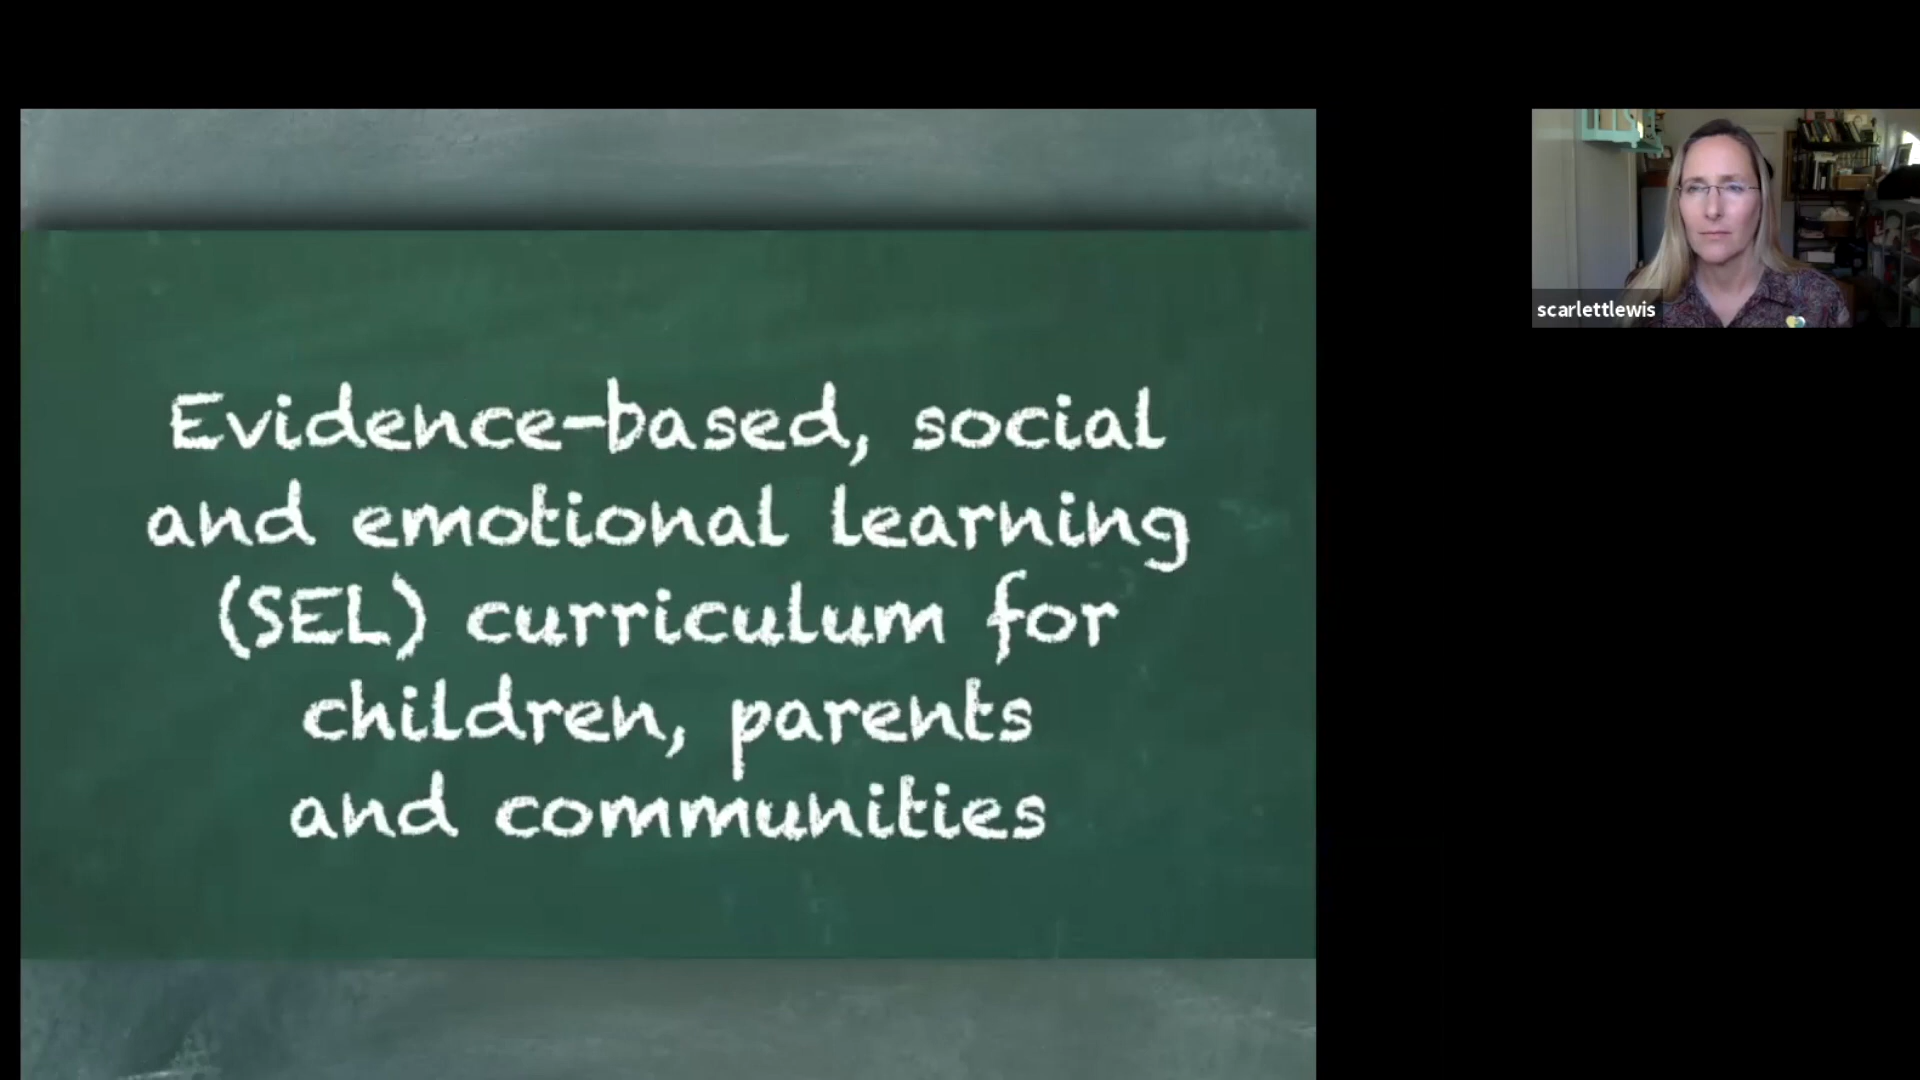 Evidence-based, social
and emotional learning
(SEL) curriculum for
children, parents
and communities
scarlettlewis